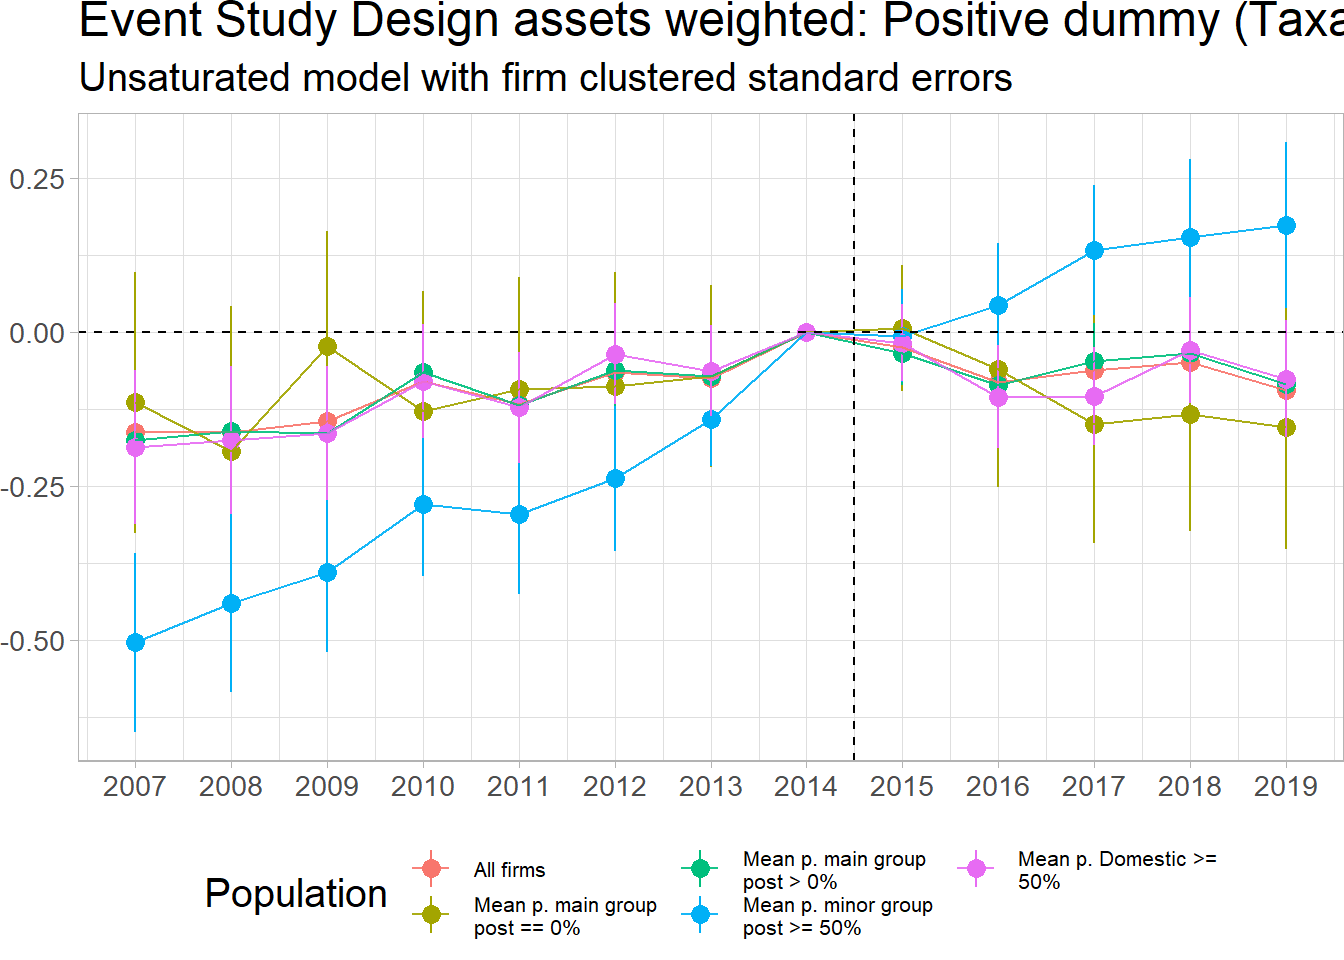 Event Study Design assets weighted: Positive dummy (Taxa
Unsaturated model with firm clustered standard errors
0.25
0.00
-0.25
-0.50
2007 2008 2009 2010 2011 2012 2013 2014 2015 2016 2017 2018 2019
Population
All firms
Mean p. main group
post == 0%
Mean p. main group
post > 0%
Mean p. minor group
post >= 50%
Mean p. Domestic >=
50%